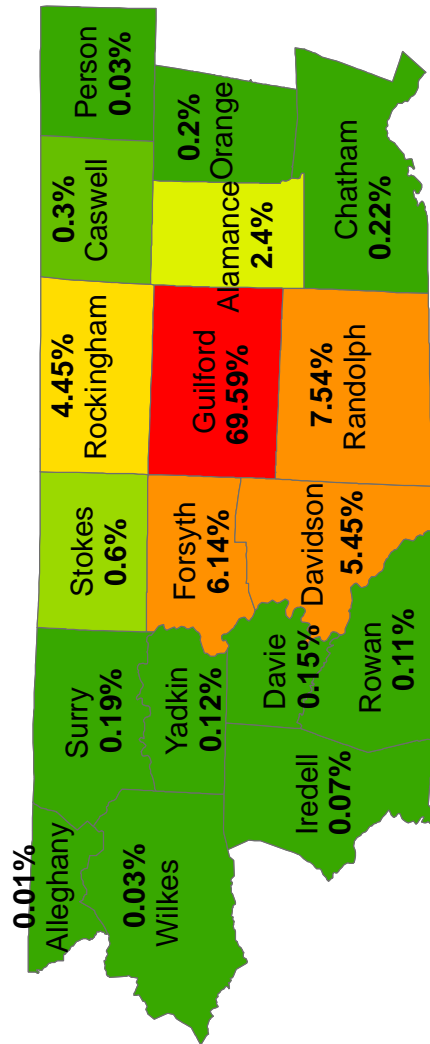 0.01%
Alleghany
Surry
0.19%
Stokes
0.6%
4.45%
Rockingham
0.3%
Caswell
Person
0.03%
0.03%
Wilkes
Yadkin
0.12%
Forsyth
6.14%
Guilford
69.59%
Alamance
2.4%
0.2%
Orange
Iredell
0.07%
Davie
0.15%
Davidson
5.45%
7.54%
Randolph
Chatham
0.22%
Rowan
0.11%